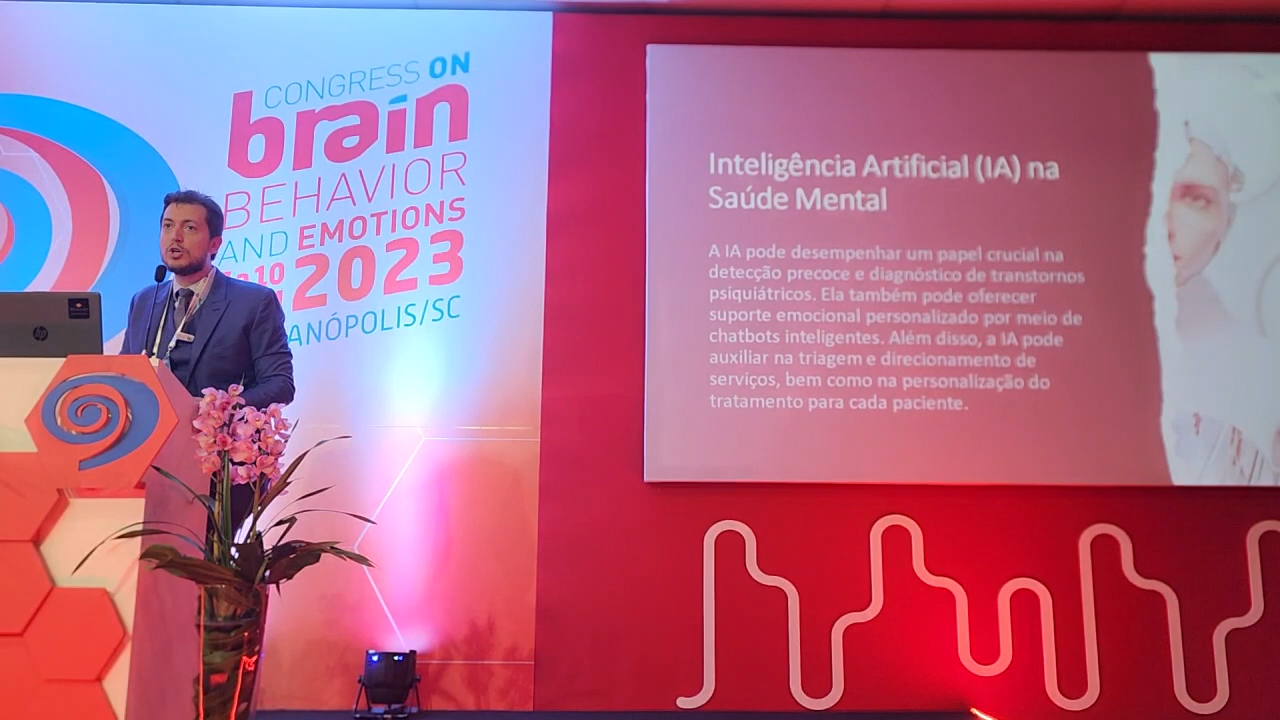 CONGRESS ON
brain
BEHAVIOR
AND EMOTIONS
10
2023
ANÓPOLIS/SC
hp
Inteligência Artificial (IA) na
Saúde Mental
A IA pode desempenhar um papel crucial na
detecção precoce e diagnóstico de transtornos
psiquiátricos. Ela também pode oferecer
suporte emocional personalizado por meio de
chatbots inteligentes. Além disso, a IA pode
auxiliar na triagem e direcionamento de
serviços, bem como na personalização do
tratamento para cada paciente.